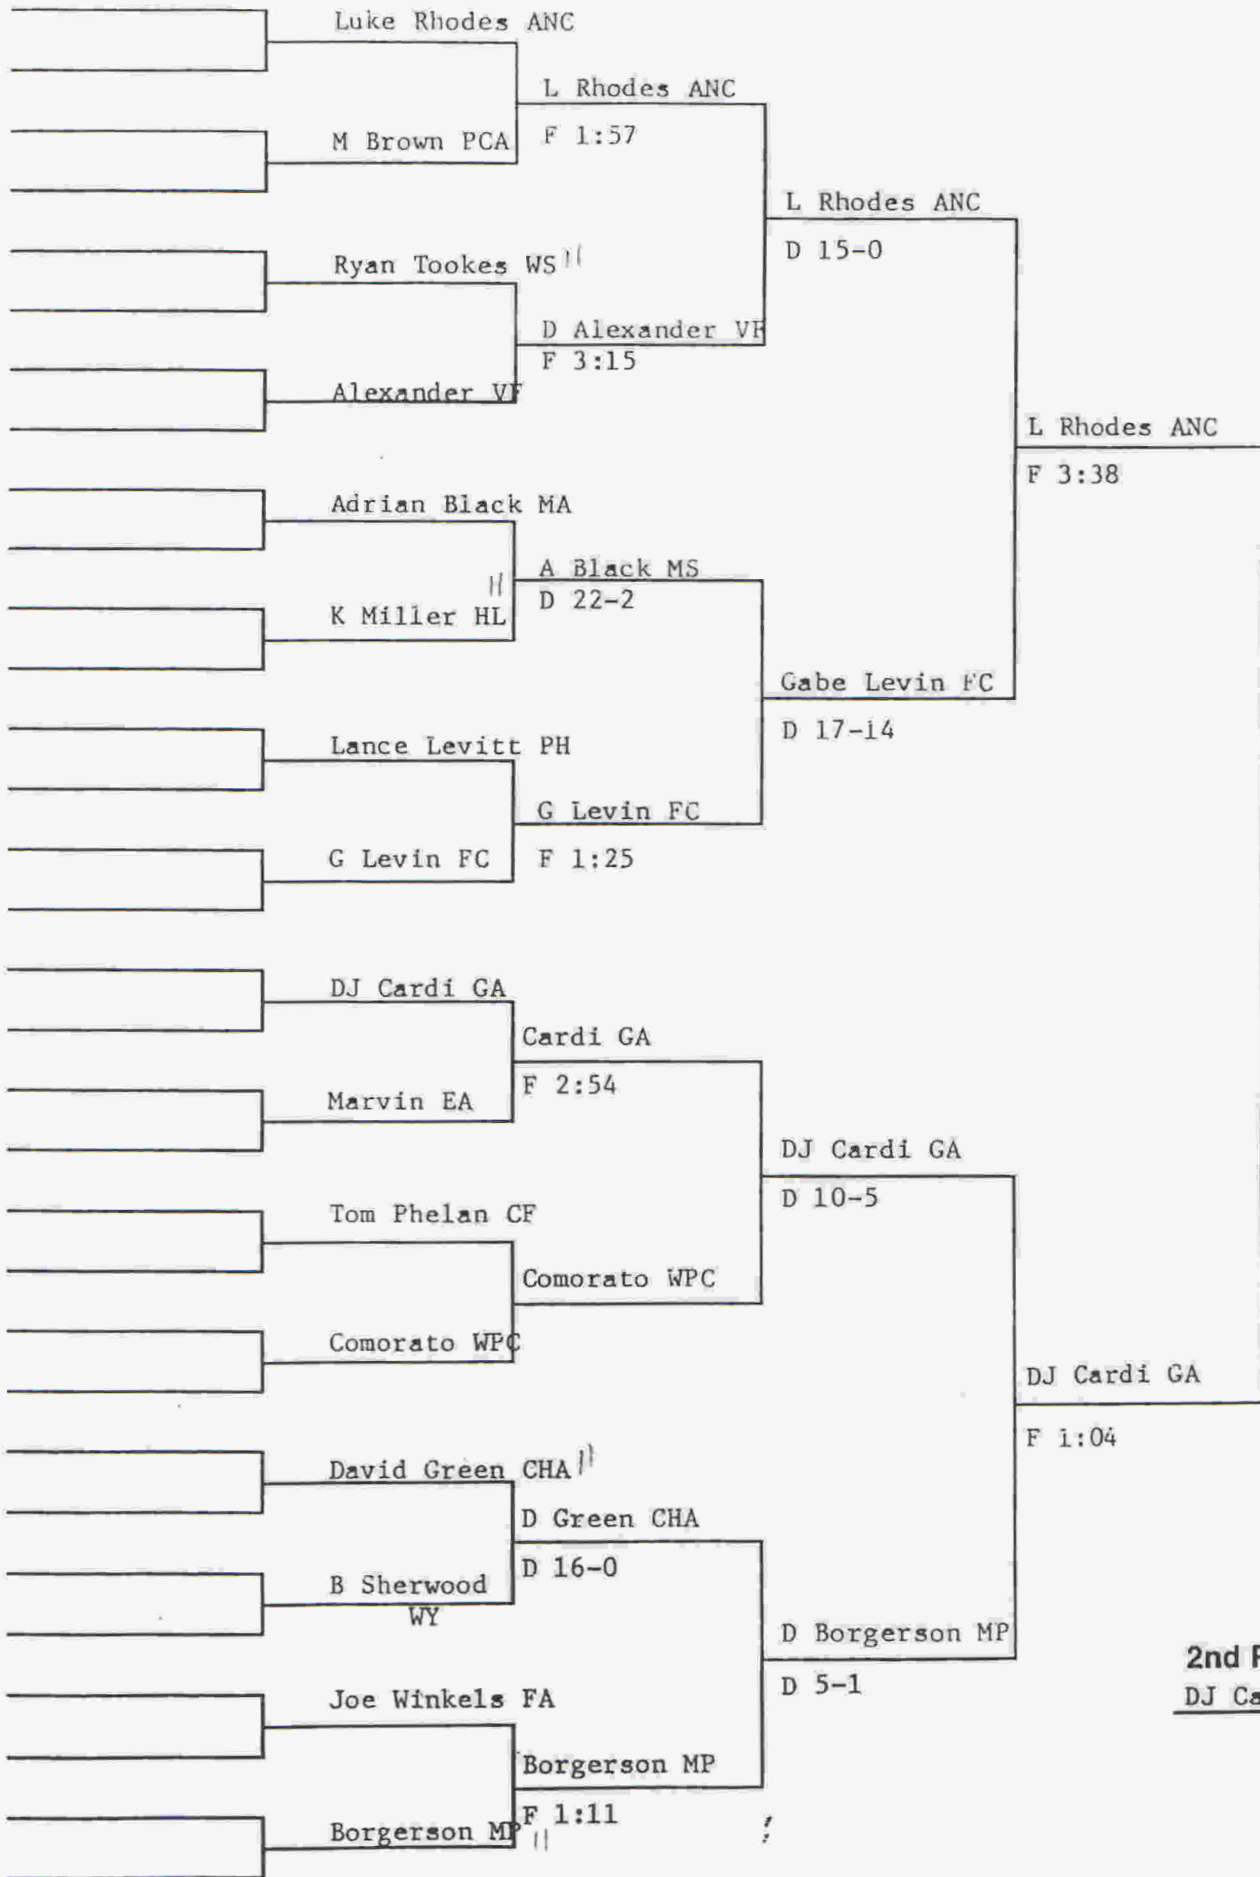 Luke Rhodes ANC
L Rhodes ANC
F 1:57
M Brown PCA
L Rhodes ANC
D 15-0
Ryan Tookes WS
D Alexander VF
F 3:15
Alexander VF
L Rhodes ANC
F 3:38
Adrian Black MA
A Black MS
D 22-2
K Miller HL
Gabe Levin FC
D 17-14
Lance Levitt PH
G Levin FC
F 1:25
G Levin FC
DJ Cardi GA
Cardi GA
F 2:54
Marvin EA
DJ Cardi GA
D 10-5
Tom Phelan CF
Comorato WPC
Comorato WPC
DJ Cardi GA
F 1:04
David Green CHA
D Green CHA
D 16-0
B Sherwood
WY
D Borgerson MP
D 5-1
2nd
DJ
Joe Winkels FA
Borgerson MP
F 1:11
Borgerson MP